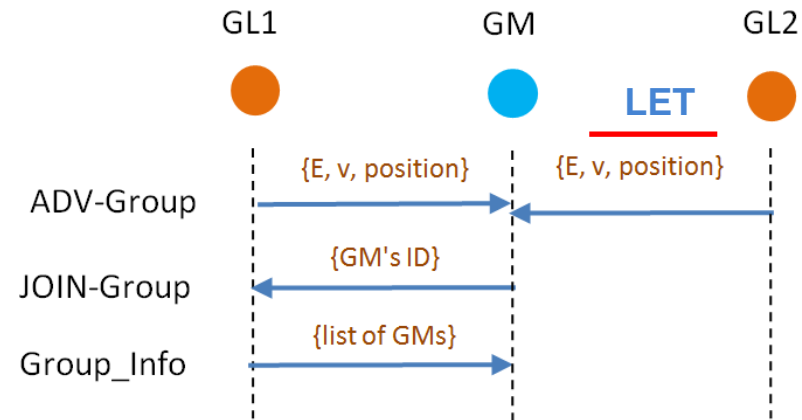 GL1 GM GL2
LET
{E, v, position} {E, v, position}
ADV-Group
{GM's ID}
JOIN-Group
{list of GMs}
Group_Info